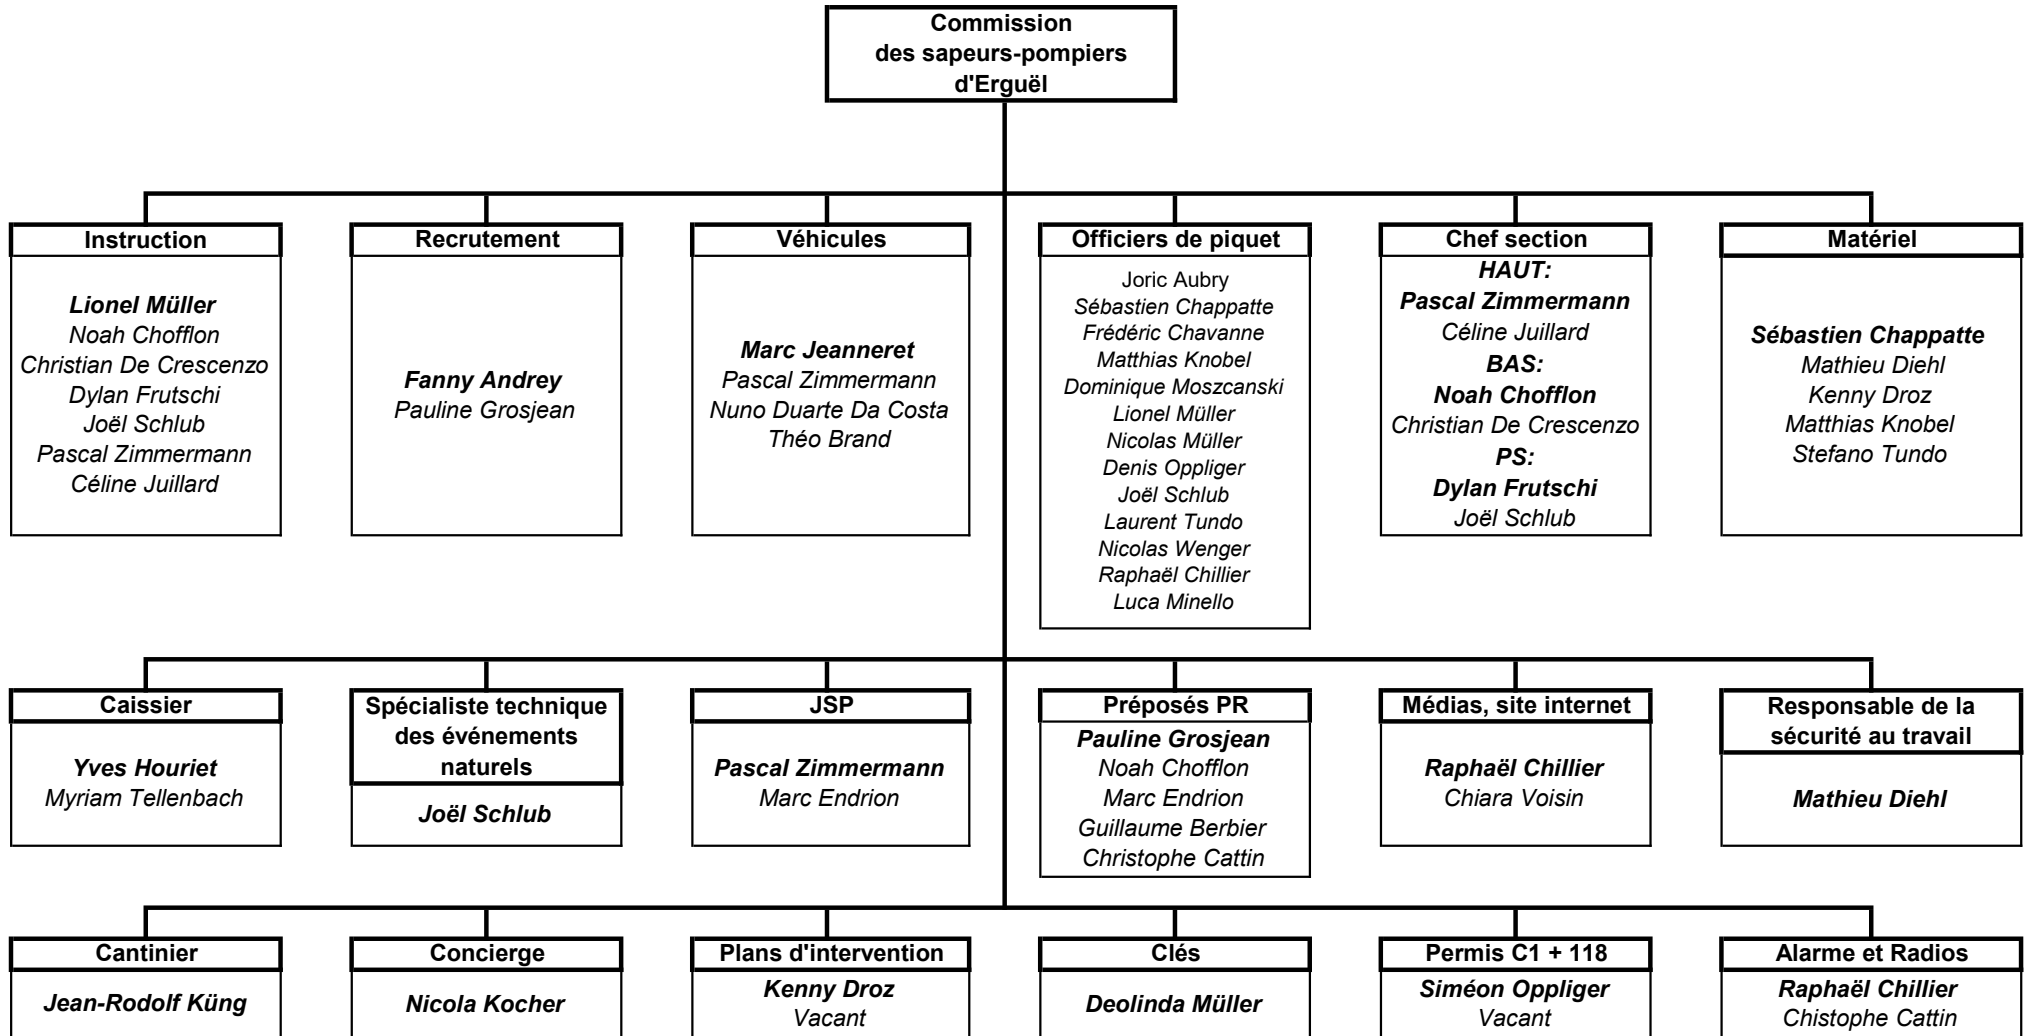 Commission
des sapeurs-pompiers
d'Erguël
Instruction
Lionel Müller
Noah Chofflon
Christian De Crescenzo
Dylan Frutschi
Joël Schlub
Pascal Zimmermann
Céline Juillard
Recrutement
Fanny Andrey
Pauline Grosjean
Véhicules
Marc Jeanneret
Pascal Zimmermann
Nuno Duarte Da Costa
Théo Brand
Officiers de piquet
Joric Aubry
Sébastien Chappatte
Frédéric Chavanne
Matthias Knobel
Dominique Moszcanski
Lionel Müller
Nicolas Müller
Denis Oppliger
Joël Schlub
Laurent Tundo
Nicolas Wenger
Raphaël Chillier
Luca Minello
Chef section
HAUT:
Pascal Zimmermann
Céline Juillard
BAS:
Noah Chofflon
Christian De Crescenzo
PS:
Dylan Frutschi
Joël Schlub
Matériel
Sébastien Chappatte
Mathieu Diehl
Kenny Droz
Matthias Knobel
Stefano Tundo
Caissier
Yves Houriet
Myriam Tellenbach
Spécialiste technique
des événements
naturels
Joël Schlub
JSP
Pascal Zimmermann
Marc Endrion
Préposés PR
Pauline Grosjean
Noah Chofflon
Marc Endrion
Guillaume Berbier
Christophe Cattin
Médias, site internet
Raphaël Chillier
Chiara Voisin
Responsable de la
sécurité au travail
Mathieu Diehl
Cantinier
Jean-Rodolf Küng
Concierge
Nicola Kocher
Plans d'intervention
Kenny Droz
Vacant
Clés
Deolinda Müller
Permis C1 + 118
Siméon Oppliger
Vacant
Alarme et Radios
Raphaël Chillier
Chistophe Cattin